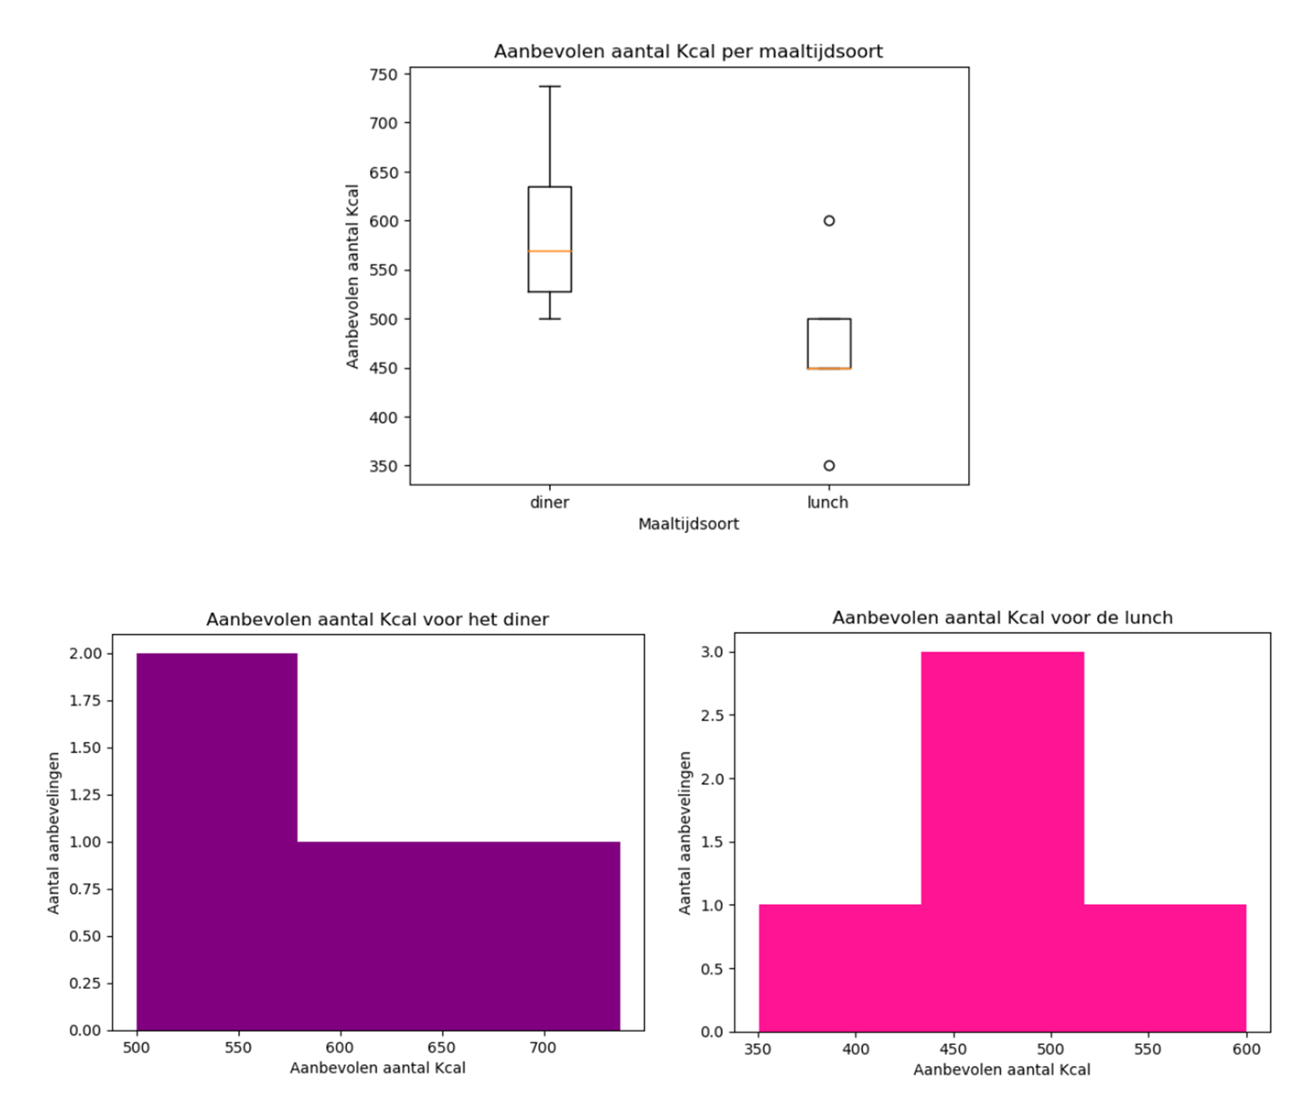 Aanbevolen aantal Kcal per maaltijdsoort
750
700
650
600
550
500
450
400
350
Aanbevolen aantal Kcal
diner lunch
Maaltijdsoort
Aanbevolen aantal Kcal voor het diner
2.00
1.75
1.50
1.25
1.00
0.75
0.50
0.25
0.00
Aantal aanbevelingen
500 550 600 650 700
Aanbevolen aantal Kcal
Aanbevolen aantal Kcal voor de lunch
3.0
2.5
2.0
1.5
1.0
0.5
0.0
Aantal aanbevelingen
350 400 450 500 550 600
Aanbevolen aantal Kcal